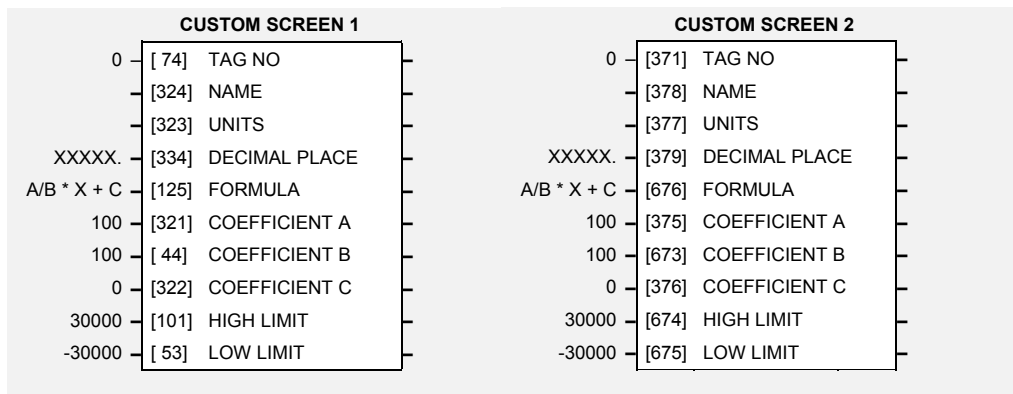 CUSTOM SCREEN 1
0 [ 74] TAG NO
[324] NAME
[323] UNITS
XXXXX. [334] DECIMAL PLACE
A/B * X + C [125] FORMULA
100 [321] COEFFICIENT A
100 [ 44] COEFFICIENT B
0 [322] COEFFICIENT C
30000 [101] HIGH LIMIT
-30000 [ 53] LOW LIMIT
CUSTOM SCREEN 2
0 [371] TAG NO
[378] NAME
[377] UNITS
XXXXX. [379] DECIMAL PLACE
A/B * X + C [676] FORMULA
100 [375] COEFFICIENT A
100 [673] COEFFICIENT B
0 [376] COEFFICIENT C
30000 [674] HIGH LIMIT
-30000 [675] LOW LIMIT